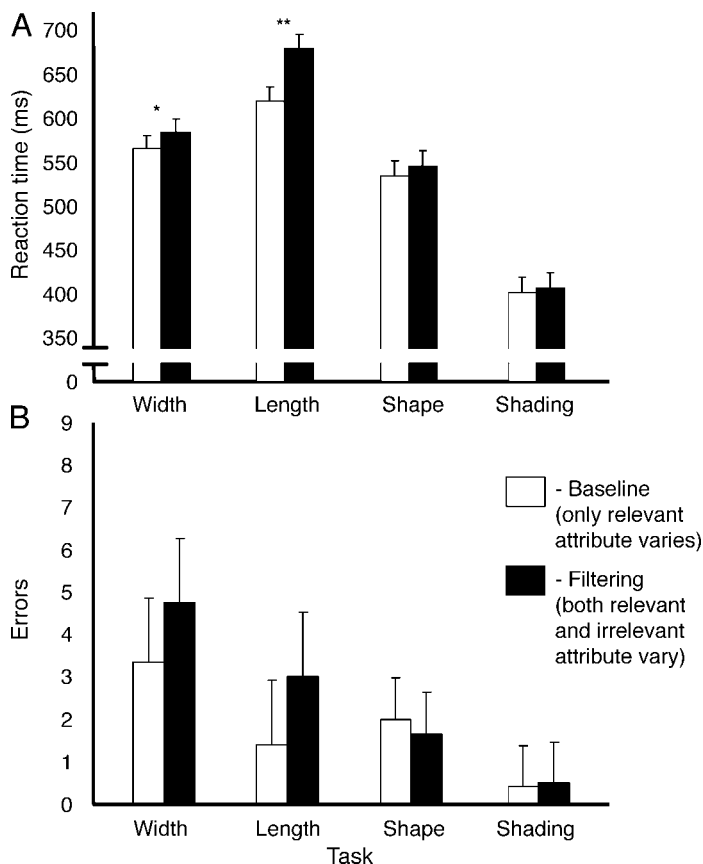 A
700
650
600
550
500
450
400
350
0
Reaction time (ms)
*
**
Width Length Shape Shading
B
9
8
7
6
5
4
3
2
1
0
Errors
- Baseline
(only relevant
attribute varies)
- Filtering
(both relevant
and irrelevant
attribute vary)
Width Length Shape Shading
Task